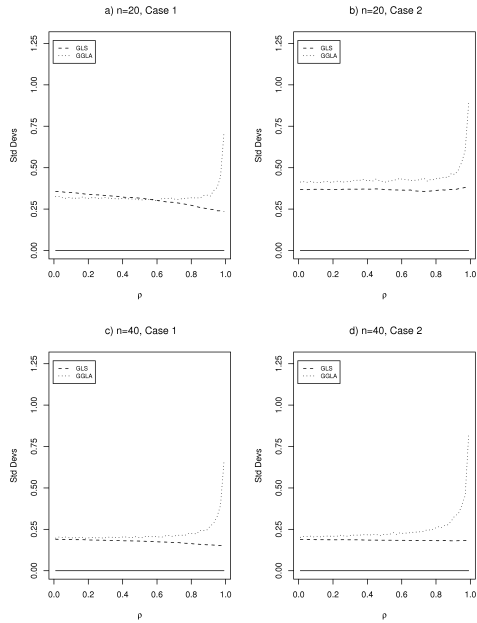 a) n=20, Case 1
Std Devs
1.25
1.00
0.75
0.50
0.25
0.00
GLS
GGLA
0.0 0.2 0.4 0.6 0.8 1.0
ρ
b) n=20, Case 2
Std Devs
1.25
1.00
0.75
0.50
0.25
0.00
GLS
GGLA
0.0 0.2 0.4 0.6 0.8 1.0
ρ
c) n=40, Case 1
Std Devs
1.25
1.00
0.75
0.50
0.25
0.00
GLS
GGLA
0.0 0.2 0.4 0.6 0.8 1.0
ρ
d) n=40, Case 2
Std Devs
1.25
1.00
0.75
0.50
0.25
0.00
GLS
GGLA
0.0 0.2 0.4 0.6 0.8 1.0
ρ